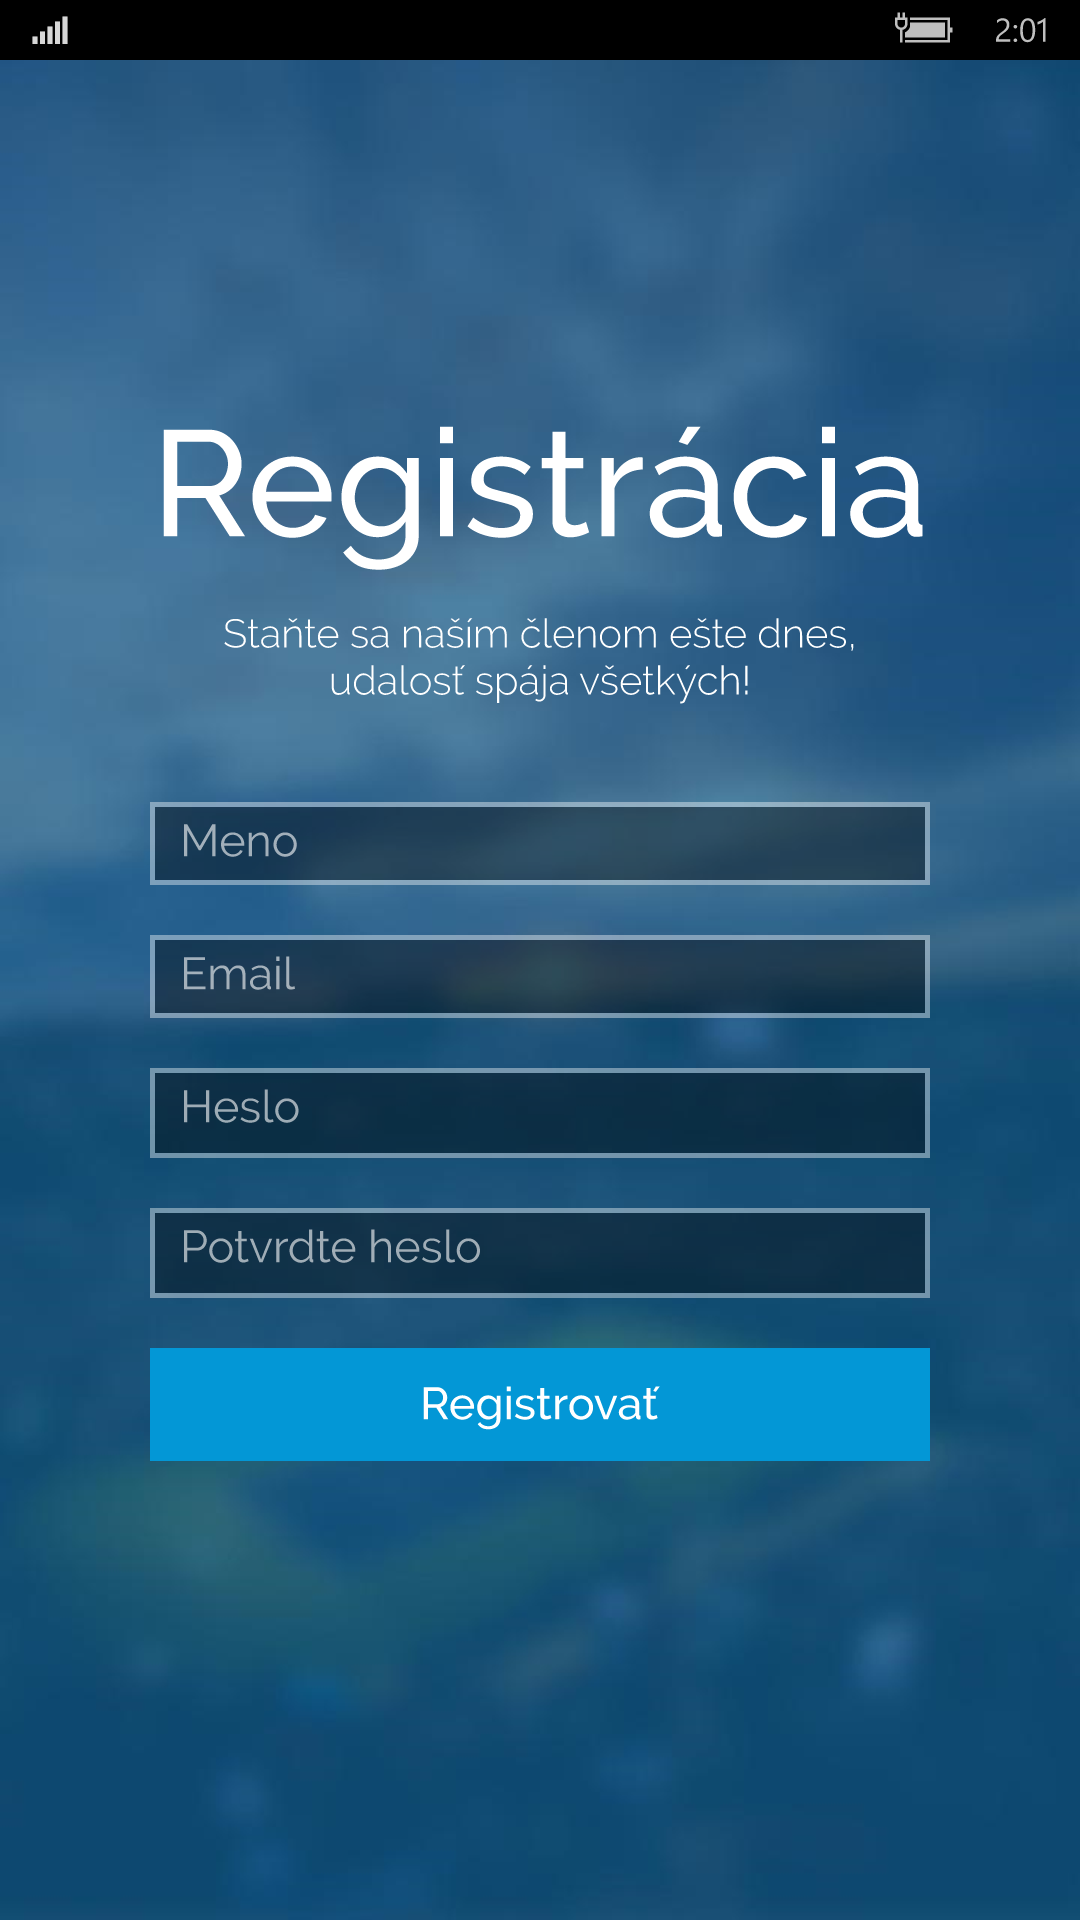 2:01
Registrácia
Staňte sa naším členom ešte dnes,
udalosť spája všetkých!
Meno
Email
Heslo
Potvrdte heslo
Registrovať